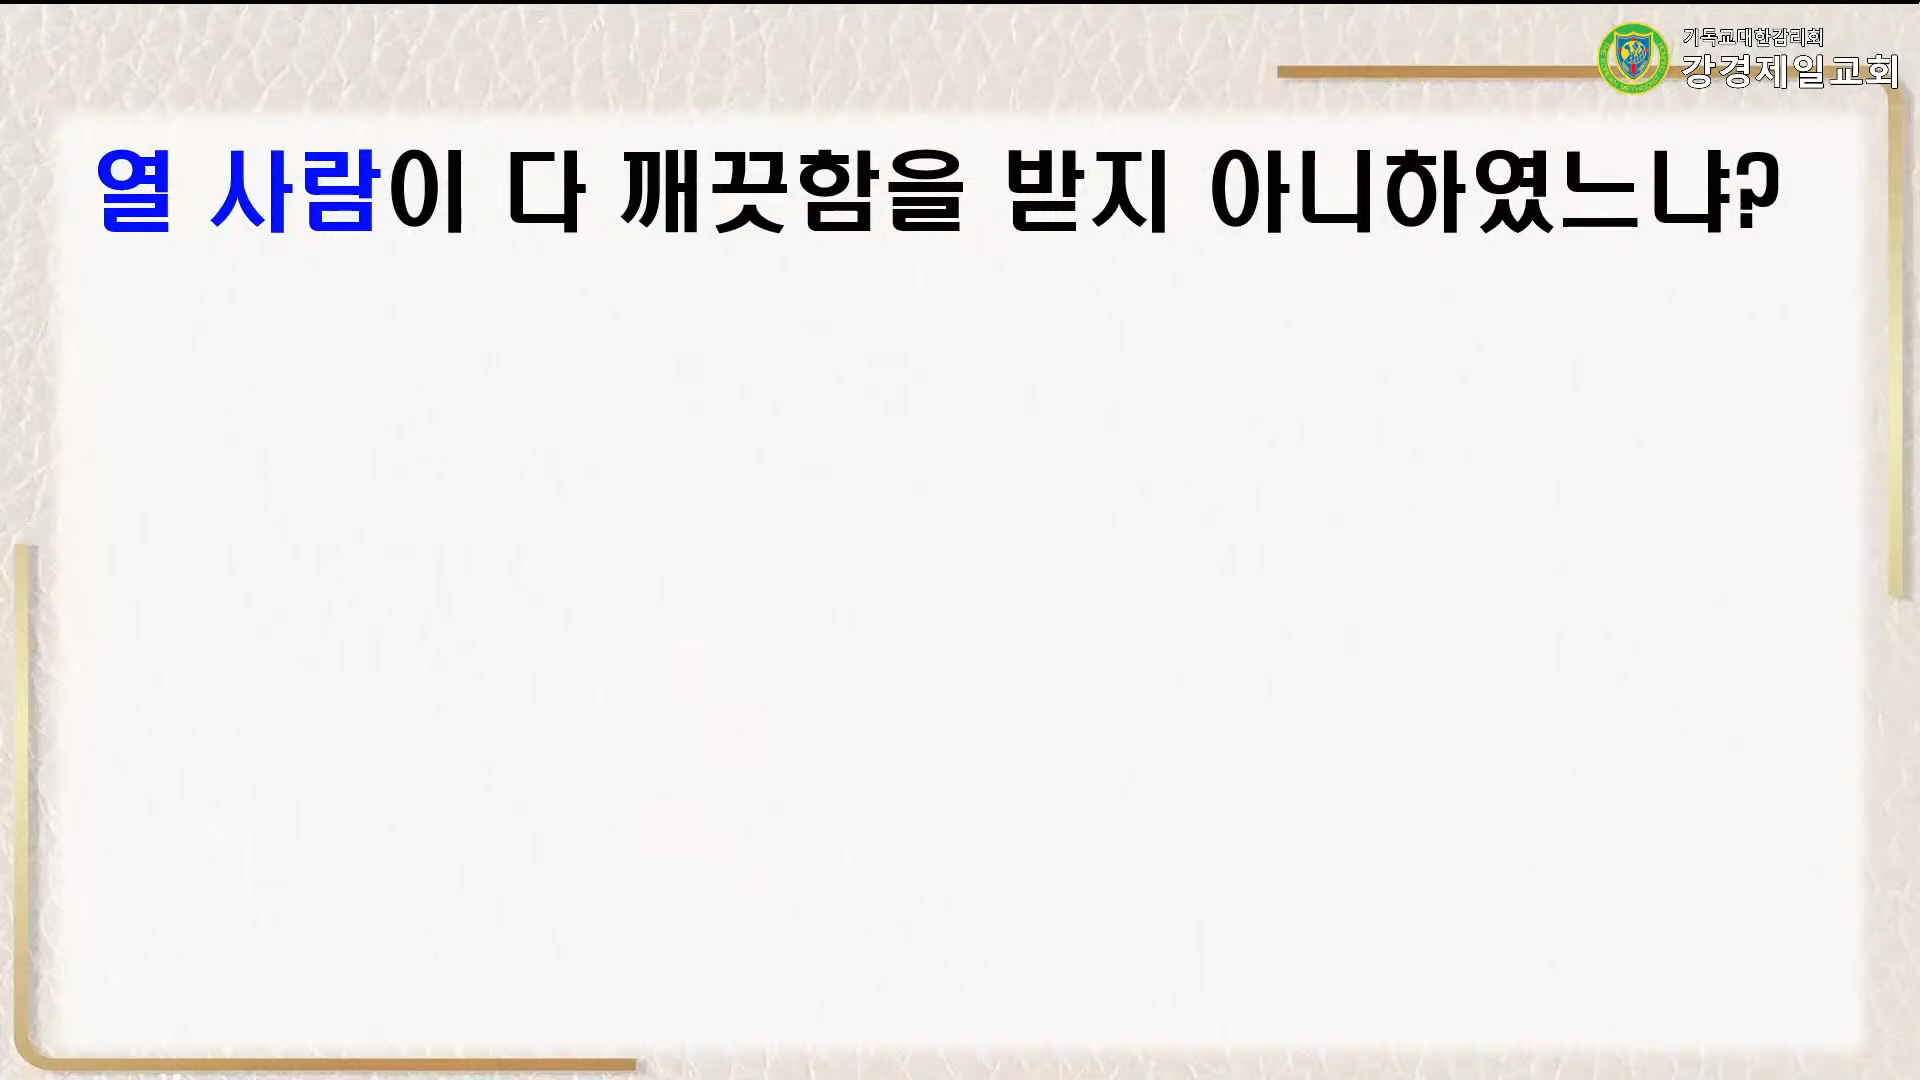 기독교대한감리회
강경제일교회
열 사람이 다 깨끗함을 받지 아니하였느냐?